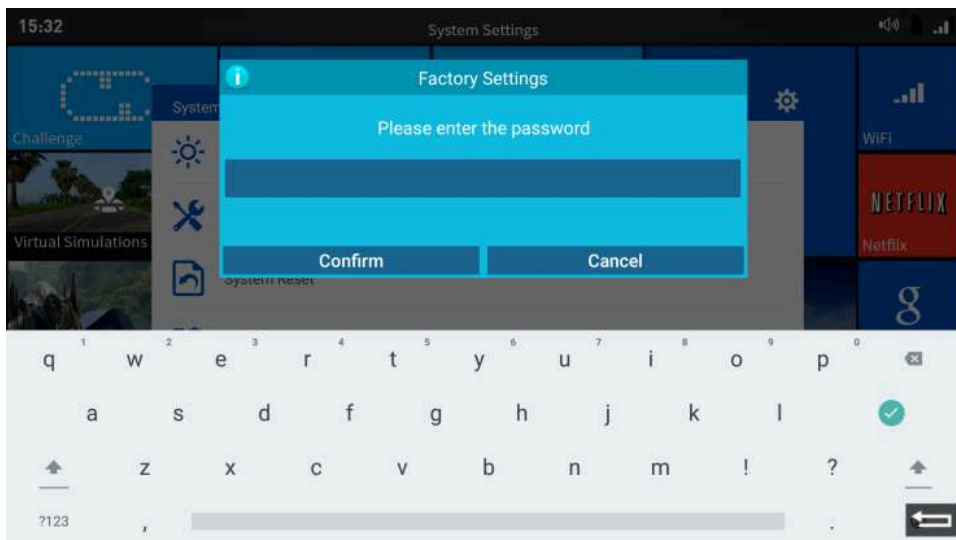 15:32
System Settings
Factory Settings
System
Please enter the password
Challenge
WiFi
NETFLIX
Virtual Simulations
Netflix
Confirm
Cancel
System Reset
g
1 2 3 4 5 6 7 8 9 0
q w e r t y u i o p
a s d f g h j k l
z x c v b n m ! ?
?123 , .